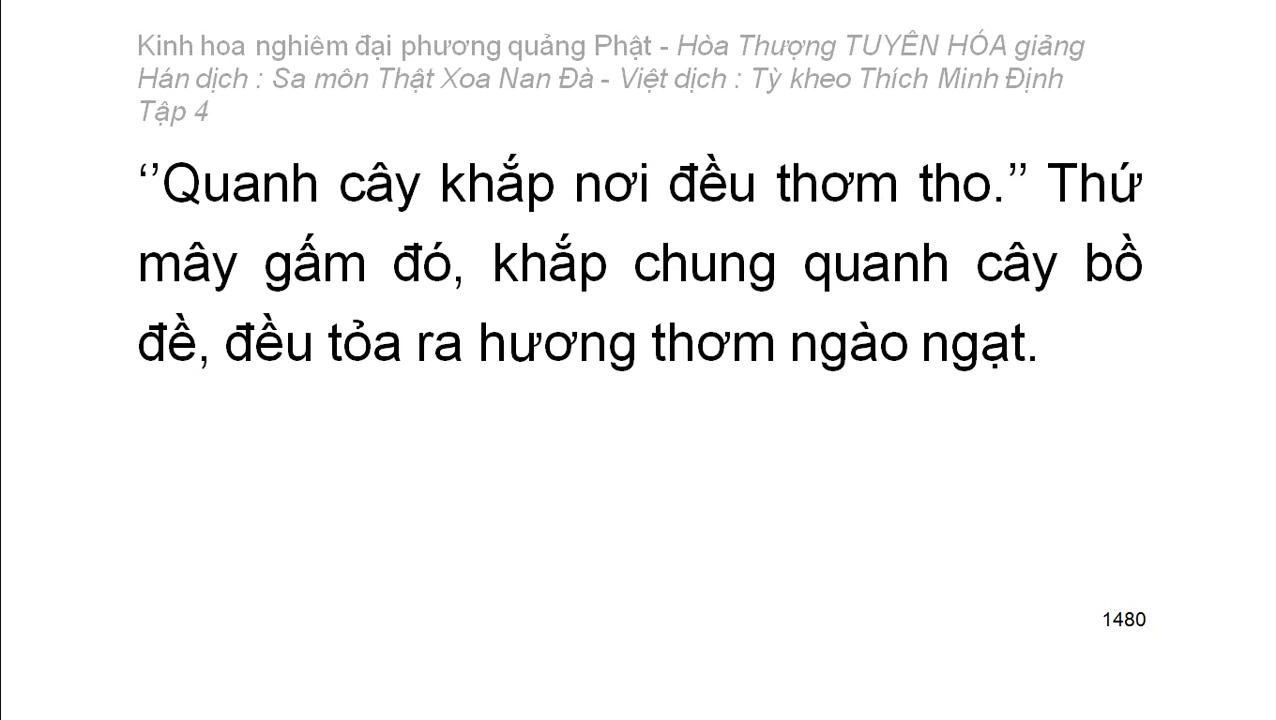 Kinh hoa nghiêm đại phương quảng Phật - Hòa Thượng TUYÊN HÓA giảng
Hán dịch : Sa môn Thật Xoa Nan Đà - Việt dịch : Tỳ kheo Thích Minh Định
Tập 4
‘’Quanh cây khắp nơi đều thơm tho.’’ Thứ
mây gấm đó, khắp chung quanh cây bồ
đề, đều tỏa ra hương thơm ngào ngạt.
1480